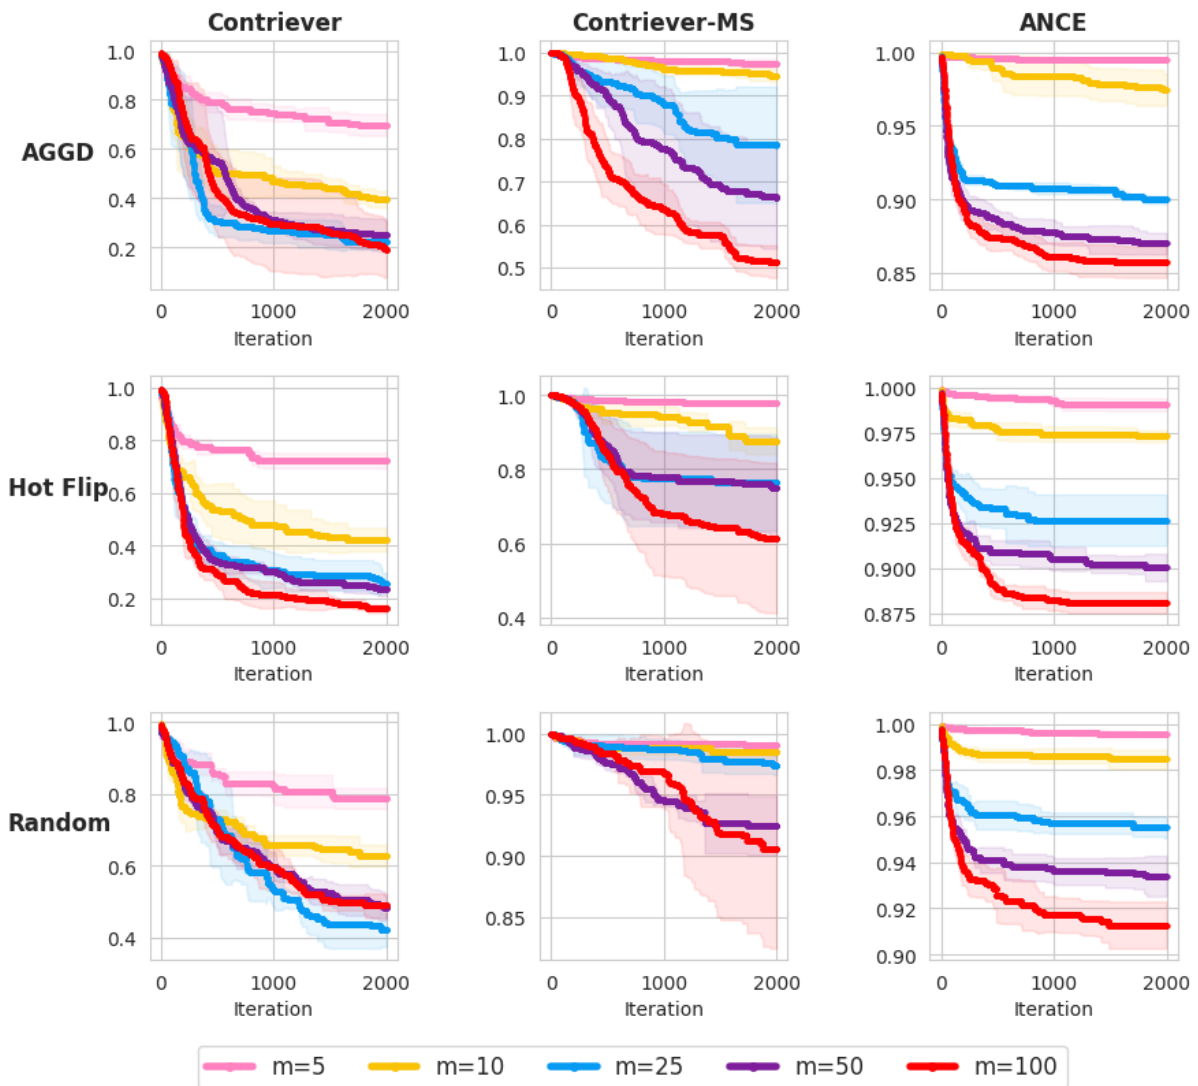 Contriever Contriever-MS ANCE
AGGD
1.0 0.8 0.6 0.4 0.2
0 1000 2000
Iteration
1.0 0.9 0.8 0.7 0.6 0.5
0 1000 2000
Iteration
1.00 0.95 0.90 0.85
0 1000 2000
Iteration
Hot Flip
1.0 0.8 0.6 0.4 0.2
0 1000 2000
Iteration
1.0 0.8 0.6 0.4
0 1000 2000
Iteration
1.000 0.975 0.950 0.925 0.900 0.875
0 1000 2000
Iteration
Random
1.0 0.8 0.6 0.4
0 1000 2000
Iteration
1.00 0.95 0.90 0.85
0 1000 2000
Iteration
1.00 0.98 0.96 0.94 0.92 0.90
0 1000 2000
Iteration
m=5 m=10 m=25 m=50 m=100